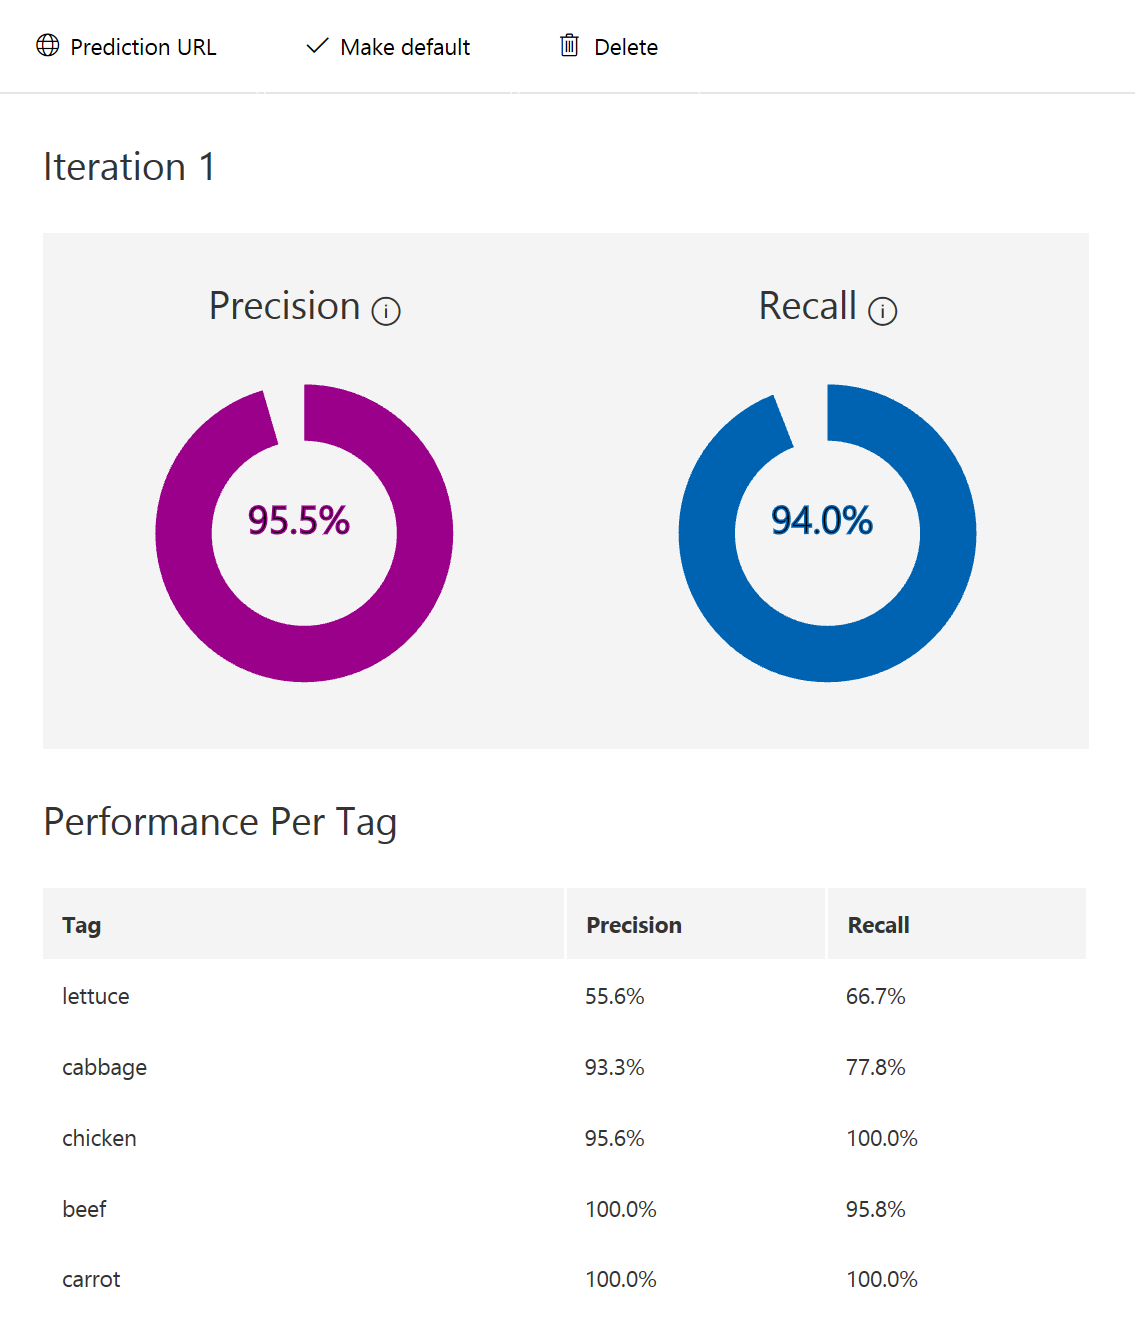 Prediction URL Make default Delete
Iteration 1
Precision Recall
95.5% 94.0%
Performance Per Tag
Tag Precision Recall
lettuce 55.6% 66.7%
cabbage 93.3% 77.8%
chicken 95.6% 100.0%
beef 100.0% 95.8%
carrot 100.0% 100.0%